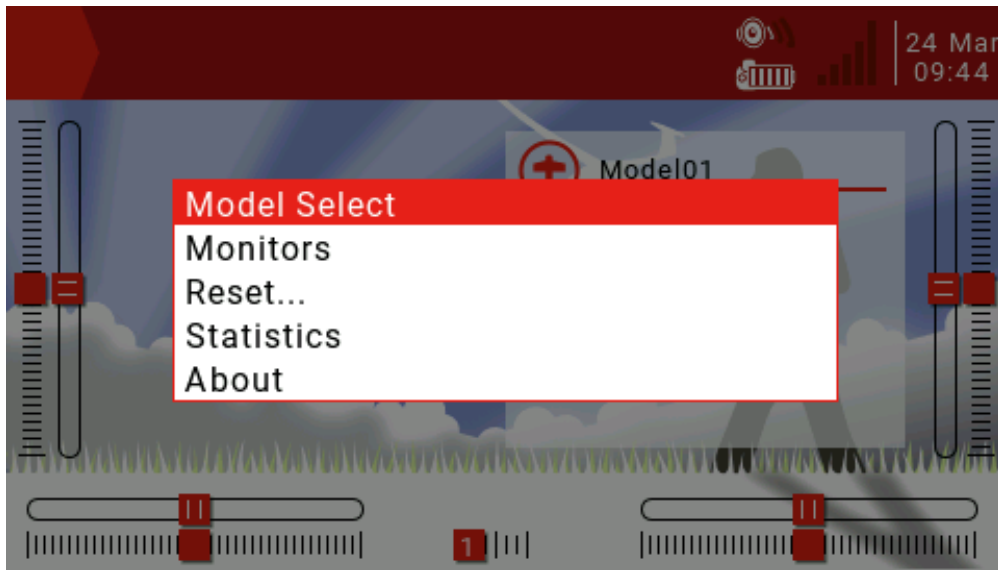 24 Mar
09:44
Model01
Model Select
Monitors
Reset...
Statistics
About
1